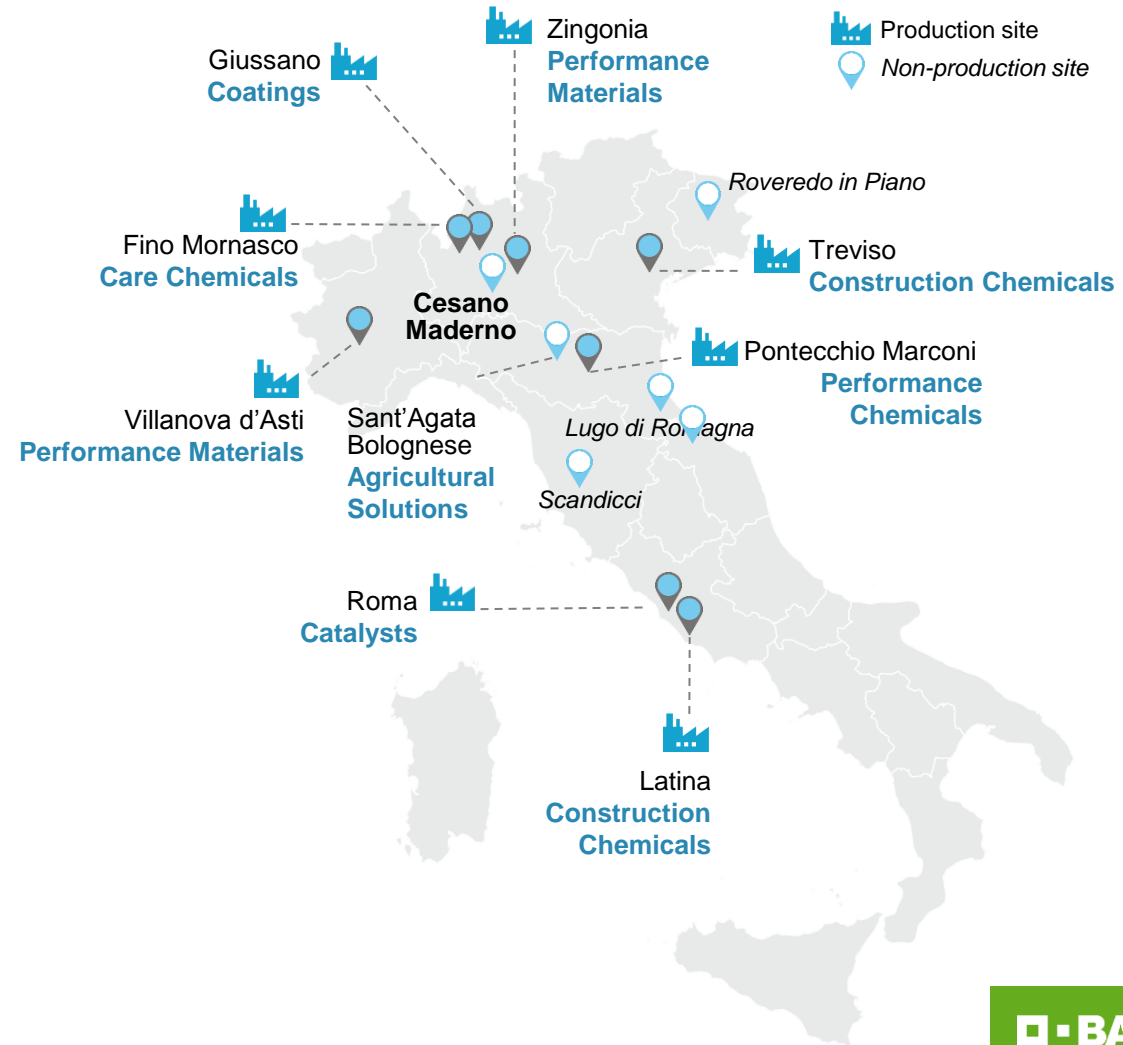 Zingonia
Performance
Materials
Production site
Non-production site
Giussano
Coatings
Roveredo in Piano
Fino Mornasco
Care Chemicals
Treviso
Construction Chemicals
Cesano
Maderno
Pontecchio Marconi
Performance
Chemicals
Villanova d’Asti
Performance Materials
Sant’Agata
Bolognese
Agricultural
Solutions
Lugo di Romagna
Scandicci
Roma
Catalysts
Latina
Construction
Chemicals